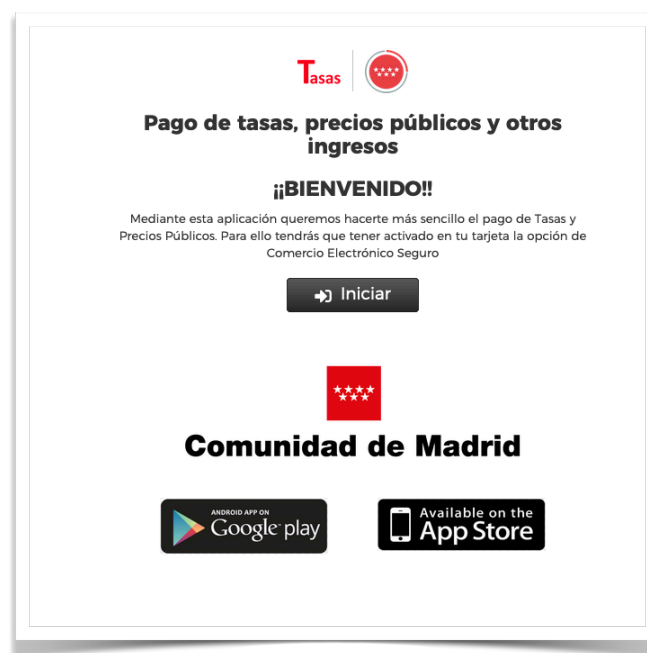 Tasas
Pago de tasas, precios públicos y otros
ingresos
¡¡BIENVENIDO!!
Mediante esta aplicación queremos hacerte más sencillo el pago de Tasas y
Precios Públicos. Para ello tendrás que tener activado en tu tarjeta la opción de
Comercio Electrónico Seguro
Iniciar
Comunidad de Madrid
ANDROID APP ON
Google play
Available on the
App Store